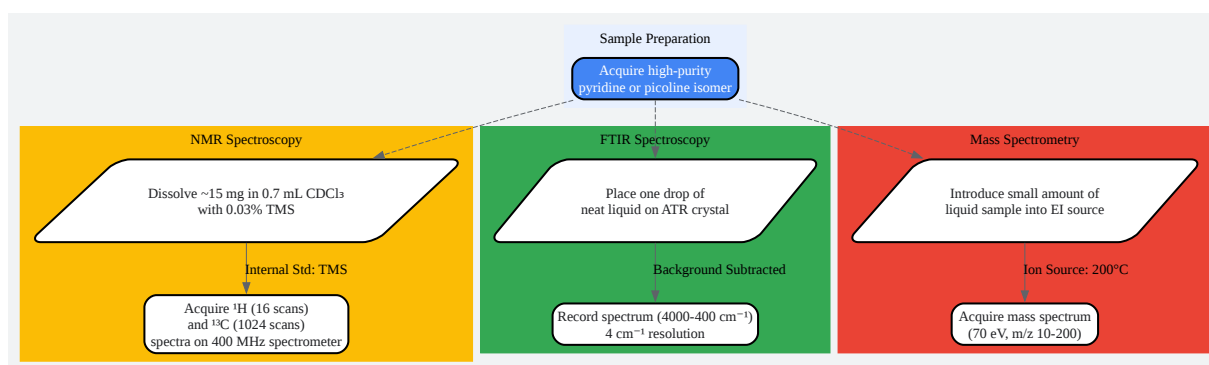 Sample Preparation
Acquire high-purity
pyridine or picoline isomer
NMR Spectroscopy
Dissolve ~15 mg in 0.7 mL CDCl₃
with 0.03% TMS
Internal Std: TMS
Acquire ¹H (16 scans)
and ¹³C (1024 scans)
spectra on 400 MHz spectrometer
FTIR Spectroscopy
Place one drop of
neat liquid on ATR crystal
Background Subtracted
Record spectrum (4000-400 cm⁻¹)
4 cm⁻¹ resolution
Mass Spectrometry
Introduce small amount of
liquid sample into EI source
Ion Source: 200°C
Acquire mass spectrum
(70 eV, m/z 10-200)